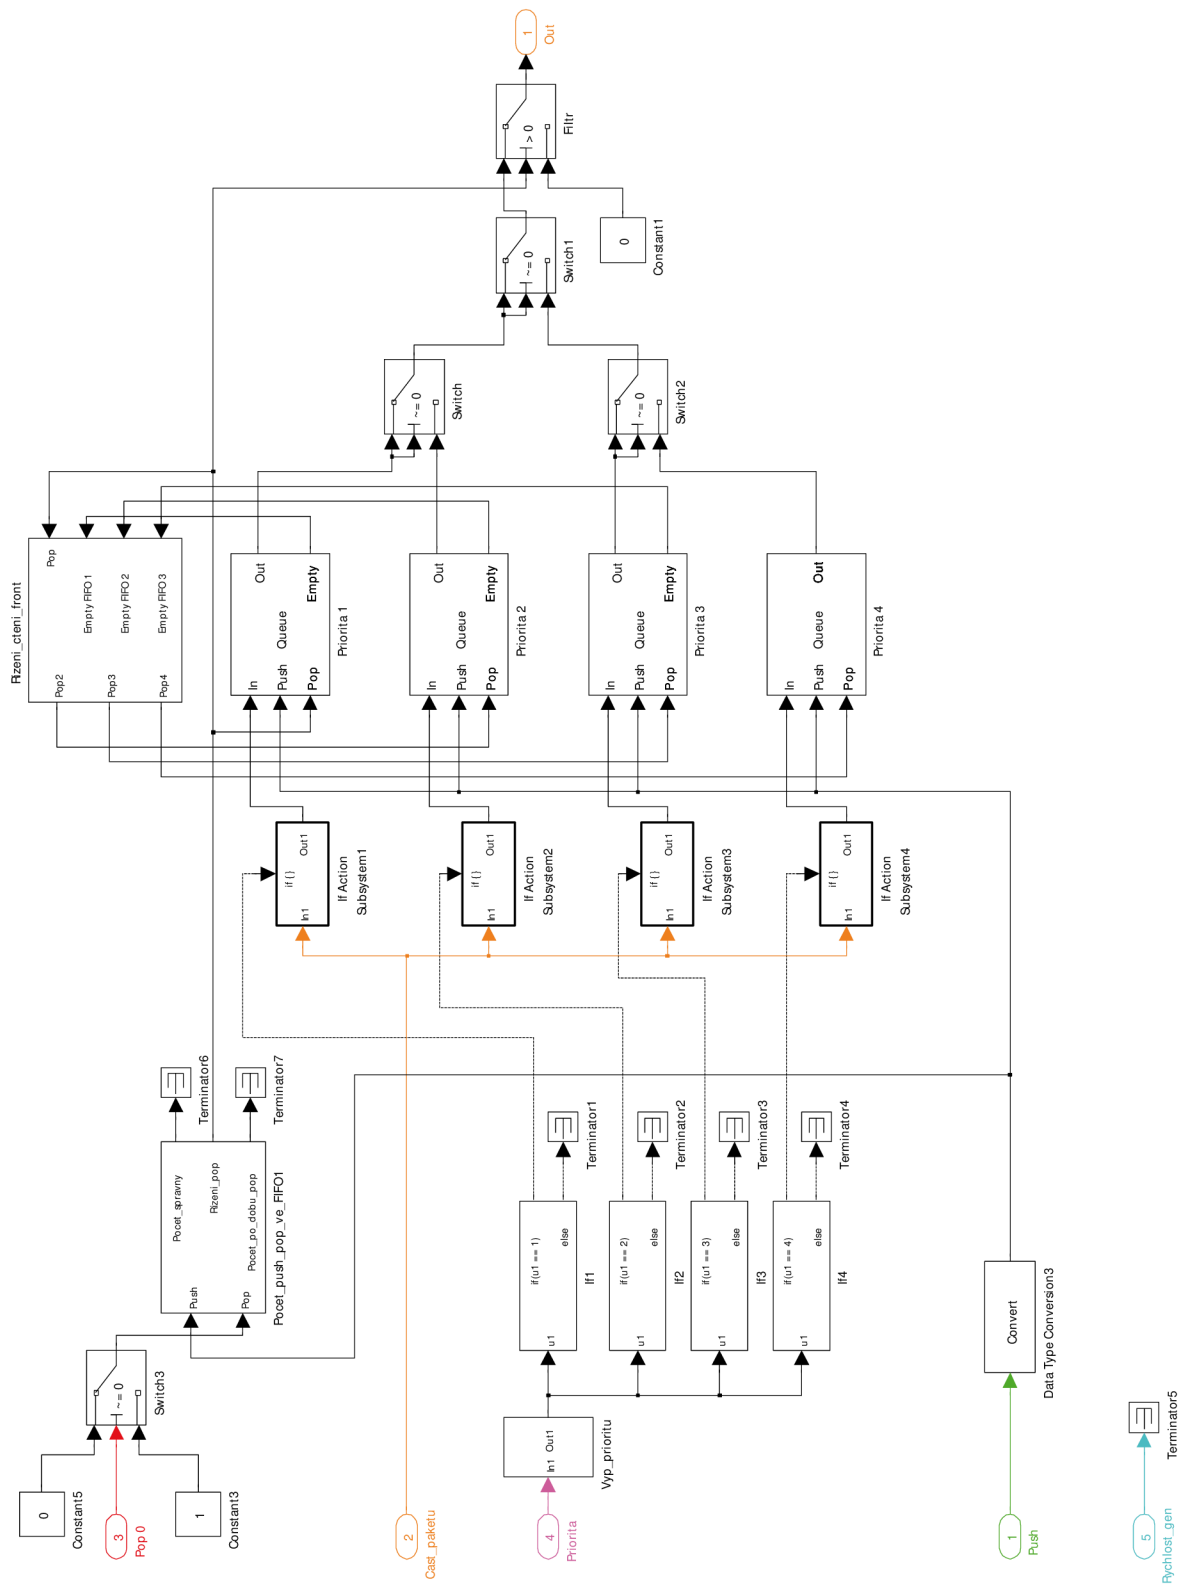 0
Constant5
3
Pop 0
1
Constant3
~= 0
Switch3
Push
Pop
Pocet_spravny
Rizeni_pop
Pocet_po_dobu_pop
Pocet_push_pop_ve_FIFO1
Terminator6
Terminator7
Rizeni_cteni_front
Pop2
Pop3
Pop4
Pop
Empty FIFO1
Empty FIFO2
Empty FIFO3
2
Cast_paketu
4
Priorita
In1 Out1
Vyp_prioritu
u1
if(u1 == 1)
else
If1
Terminator1
u1
if(u1 == 2)
else
If2
Terminator2
u1
if(u1 == 3)
else
If3
Terminator3
u1
if(u1 == 4)
else
If4
Terminator4
if { }
In1 Out1
If Action
Subsystem1
if { }
In1 Out1
If Action
Subsystem2
if { }
In1 Out1
If Action
Subsystem3
if { }
In1 Out1
If Action
Subsystem4
In Out
Push Queue
Pop Empty
Priorita 1
In Out
Push Queue
Pop Empty
Priorita 2
In Out
Push Queue
Pop Empty
Priorita 3
In
Push Queue Out
Pop
Priorita 4
~= 0
Switch
~= 0
Switch2
~= 0
Switch1
0
Constant1
> 0
Filtr
1
Out
1
Push
Convert
Data Type Conversion3
5
Rychlost_gen
Terminator5